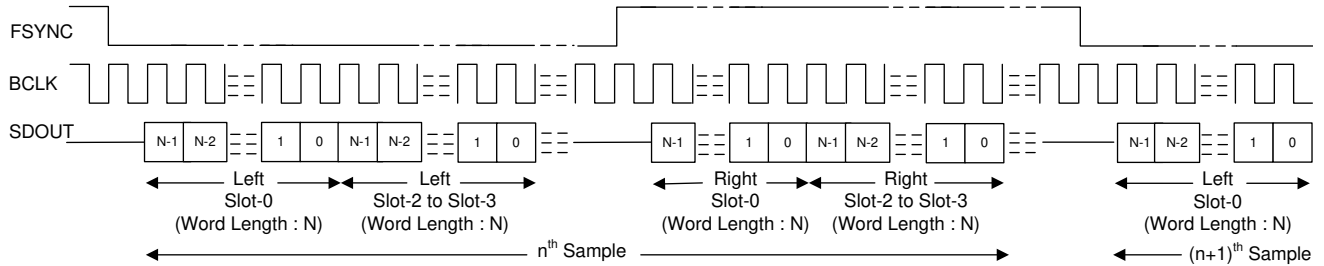 FSYNC
BCLK
SDOUT
N-1 N-2 1 0 N-1 N-2 1 0 N-1 1 0 N-1 N-2 1 0 N-1 N-2 1 0
Left Left Right Right Left
Slot-0 Slot-2 to Slot-3 Slot-0 Slot-2 to Slot-3 Slot-0
(Word Length : N) (Word Length : N) (Word Length : N) (Word Length : N) (Word Length : N)
nth Sample (n+1)th Sample